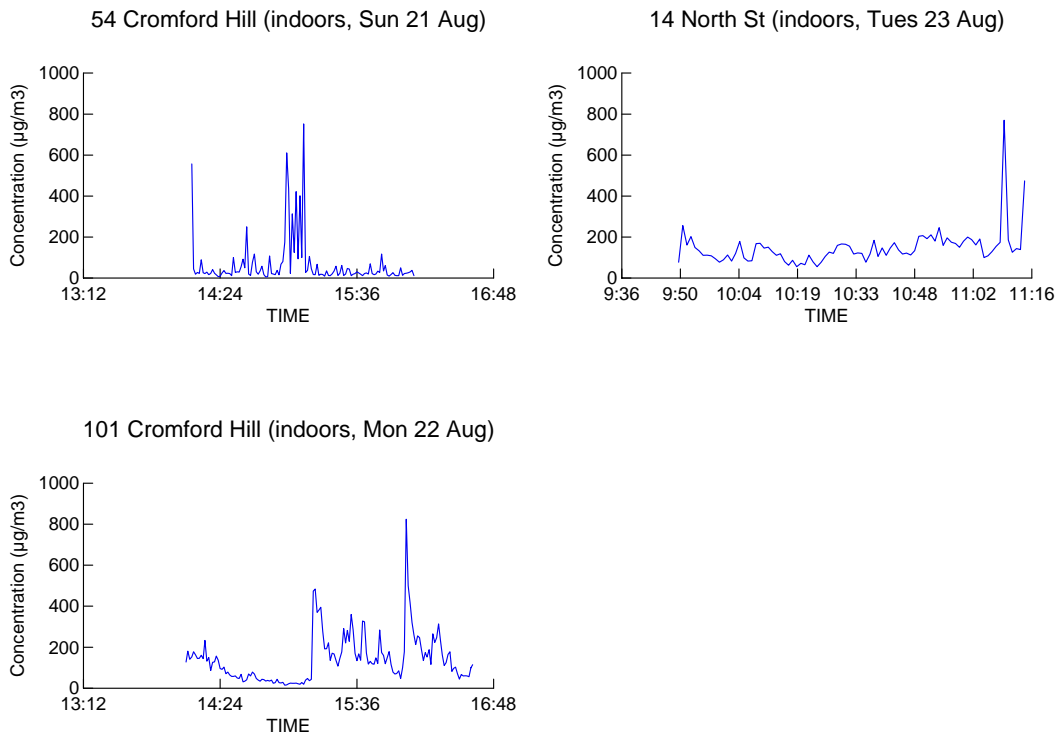 54 Cromford Hill (indoors, Sun 21 Aug)
Concentration (µg/m3)
1000
800
600
400
200
0
13:12 14:24 15:36 16:48
TIME
14 North St (indoors, Tues 23 Aug)
Concentration (µg/m3)
1000
800
600
400
200
0
9:36 9:50 10:04 10:19 10:33 10:48 11:02 11:16
TIME
101 Cromford Hill (indoors, Mon 22 Aug)
Concentration (µg/m3)
1000
800
600
400
200
0
13:12 14:24 15:36 16:48
TIME